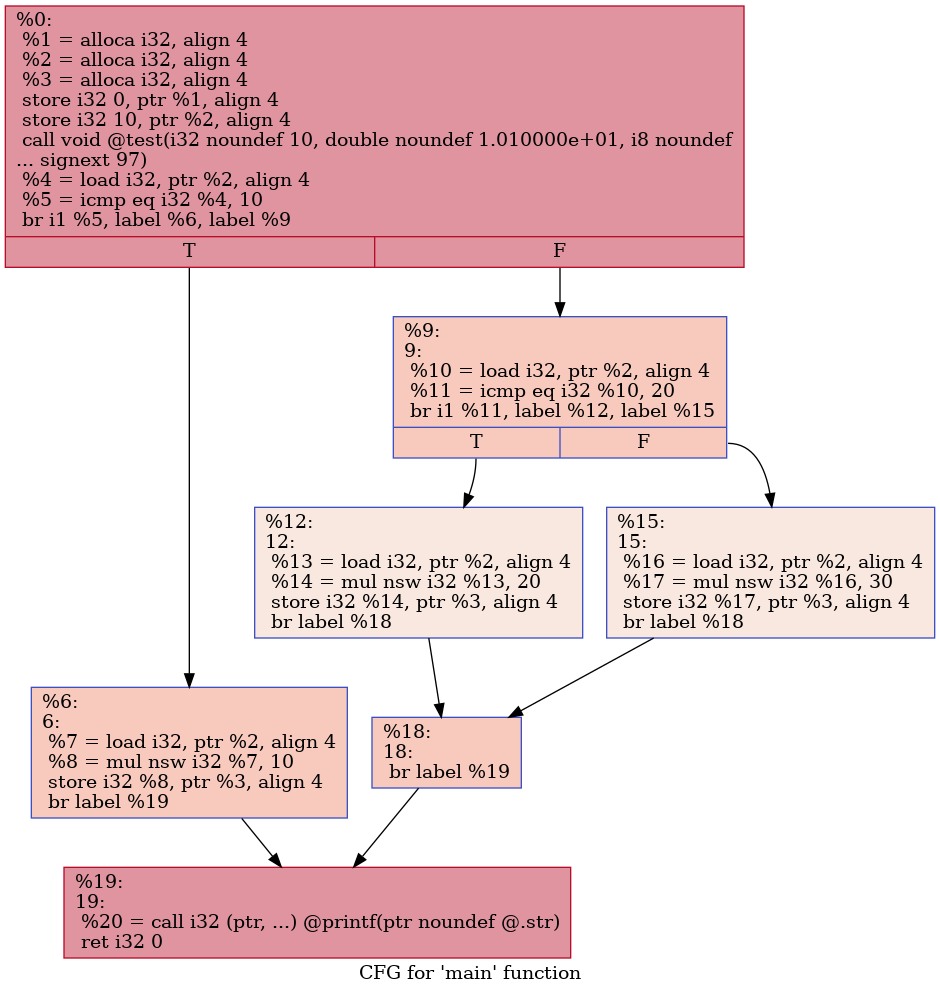 %0:
%1 = alloca i32, align 4
%2 = alloca i32, align 4
%3 = alloca i32, align 4
store i32 0, ptr %1, align 4
store i32 10, ptr %2, align 4
call void @test(i32 noundef 10, double noundef 1.010000e+01, i8 noundef
... signext 97)
%4 = load i32, ptr %2, align 4
%5 = icmp eq i32 %4, 10
br i1 %5, label %6, label %9
T
F
%9:
9:
%10 = load i32, ptr %2, align 4
%11 = icmp eq i32 %10, 20
br i1 %11, label %12, label %15
T
F
%12:
12:
%13 = load i32, ptr %2, align 4
%14 = mul nsw i32 %13, 20
store i32 %14, ptr %3, align 4
br label %18
%15:
15:
%16 = load i32, ptr %2, align 4
%17 = mul nsw i32 %16, 30
store i32 %17, ptr %3, align 4
br label %18
%6:
6:
%7 = load i32, ptr %2, align 4
%8 = mul nsw i32 %7, 10
store i32 %8, ptr %3, align 4
br label %19
%18:
18:
br label %19
%19:
19:
%20 = call i32 (ptr, ...) @printf(ptr noundef @.str)
ret i32 0
CFG for 'main' function